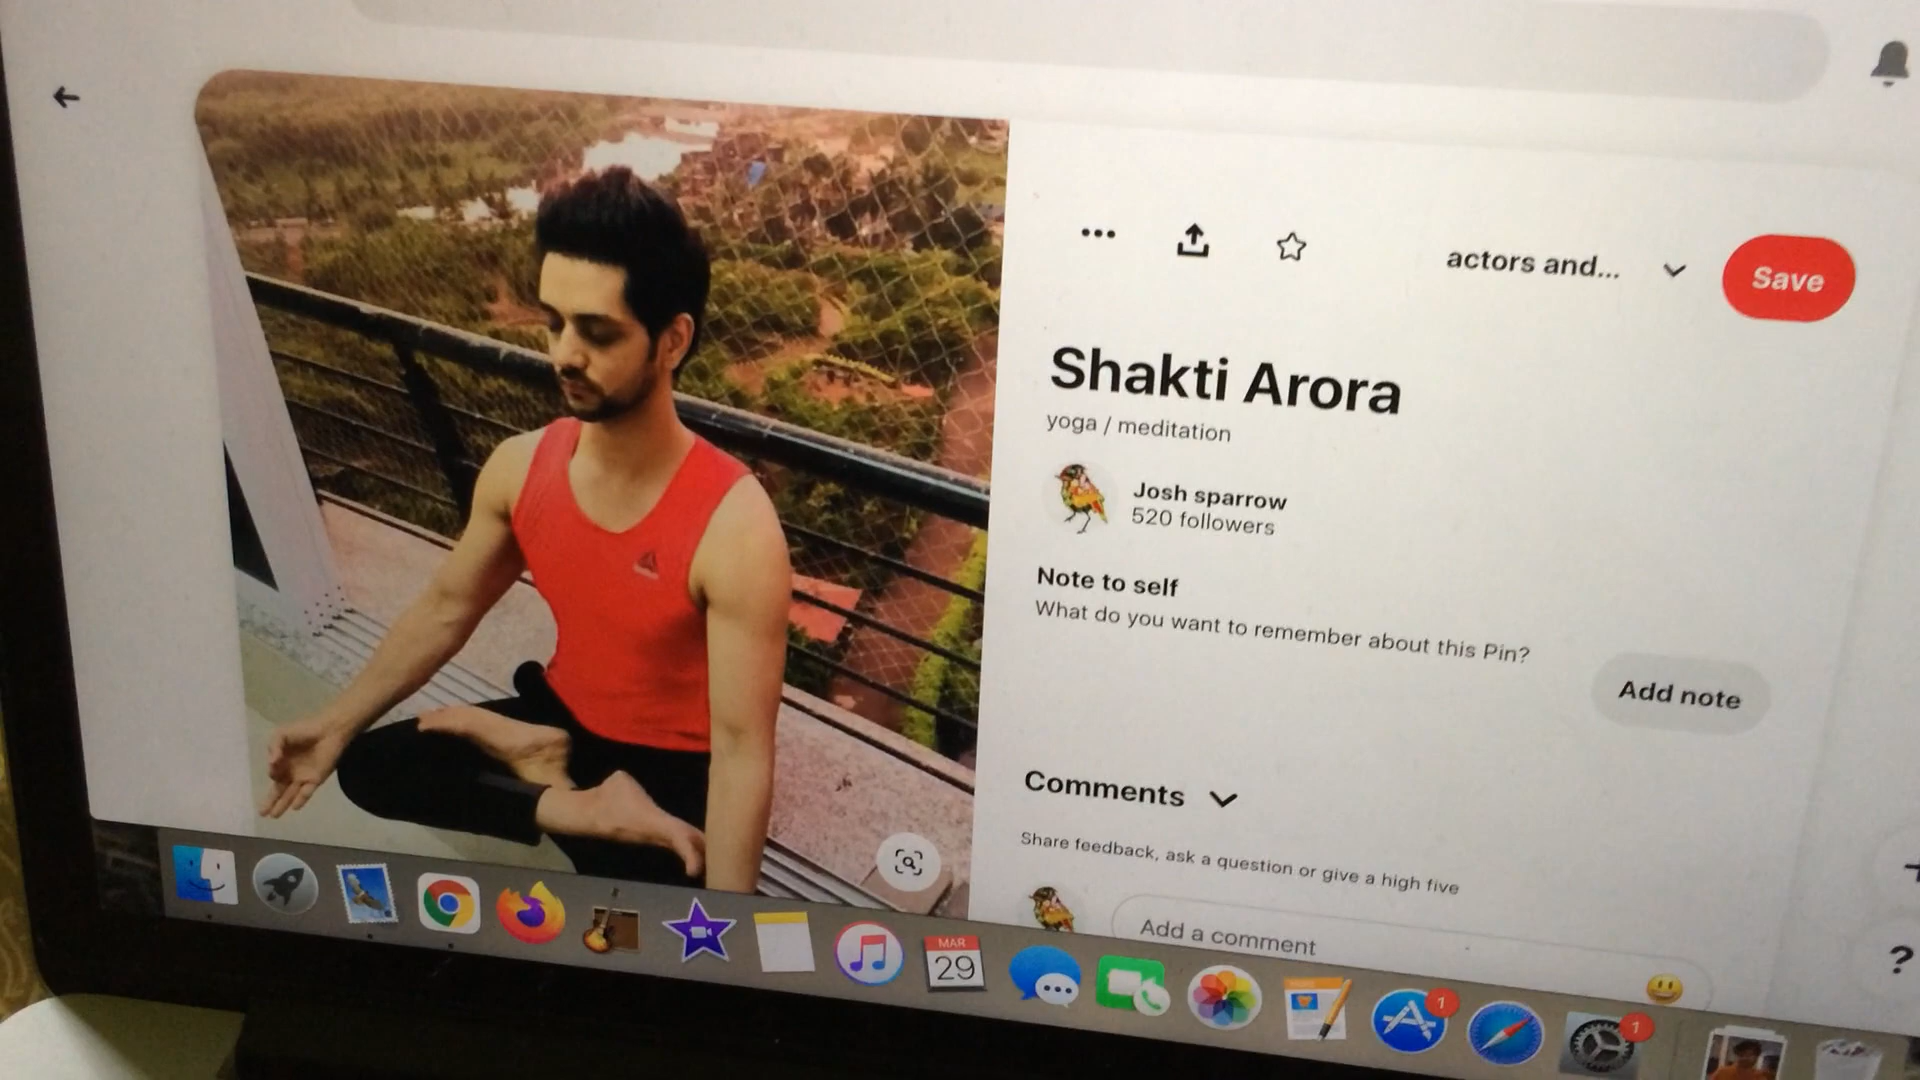 actors and...
Save
Shakti Arora
yoga / meditation
Josh sparrow
520 followers
Note to self
What do you want to remember about this Pin?
Add note
Comments
Share feedback, ask a question or give a high five
Add a comment
MAR
29
1
1
?